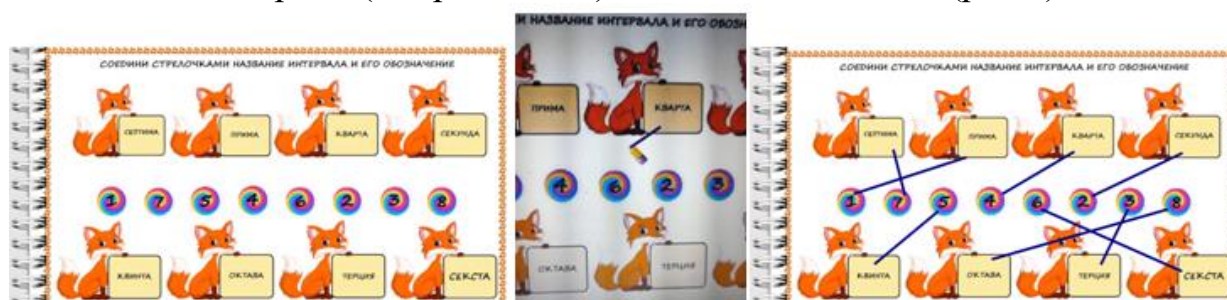 СОЕДИНИ СТРЕЛОЧКАМИ НАЗВАНИЕ ИНТЕРВАЛА И ЕГО ОБОЗНАЧЕНИЕ
СЕПТИМА ПРИМА КВАРТА СЕКУНДА
1 7 5 4 6 2 3 8
КВИНТА ОКТАВА ТЕРЦИЯ СЕКСТА
И НАЗВАНИЕ ИНТЕРВАЛА И ЕГО ОБОЗН
ПРИМА КВАРТА
4 6 2 3
ОКТАВА ТЕРЦИЯ
СОЕДИНИ СТРЕЛОЧКАМИ НАЗВАНИЕ ИНТЕРВАЛА И ЕГО ОБОЗНАЧЕНИЕ
СЕПТИМА ПРИМА КВАРТА СЕКУНДА
1 7 5 4 6 2 3 8
КВИНТА ОКТАВА ТЕРЦИЯ СЕКСТА